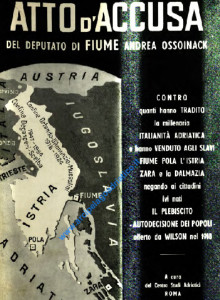 ATTO D'ACCUSA
DEL DEPUTATO DI FIUME ANDREA OSSOINACK
AUSTRIA
JUGOSLAVIA
FIUME
ISTRIA
POLA
TRIESTE
ADRIATI
CONTRO
quanti hanno TRADITO
la millenaria
ITALIANITÀ ADRIATICA
e hanno VENDUTO AGLI SLAVI
FIUME POLA L'ISTRIA
ZARA e la DALMAZIA
negando ai cittadini
ivi nati
IL PLEBISCITO
AUTODECISIONE DEI POPOLI
offerto da WILSON nel 1918
A cura
del Centro Studi Adriatici
ROMA